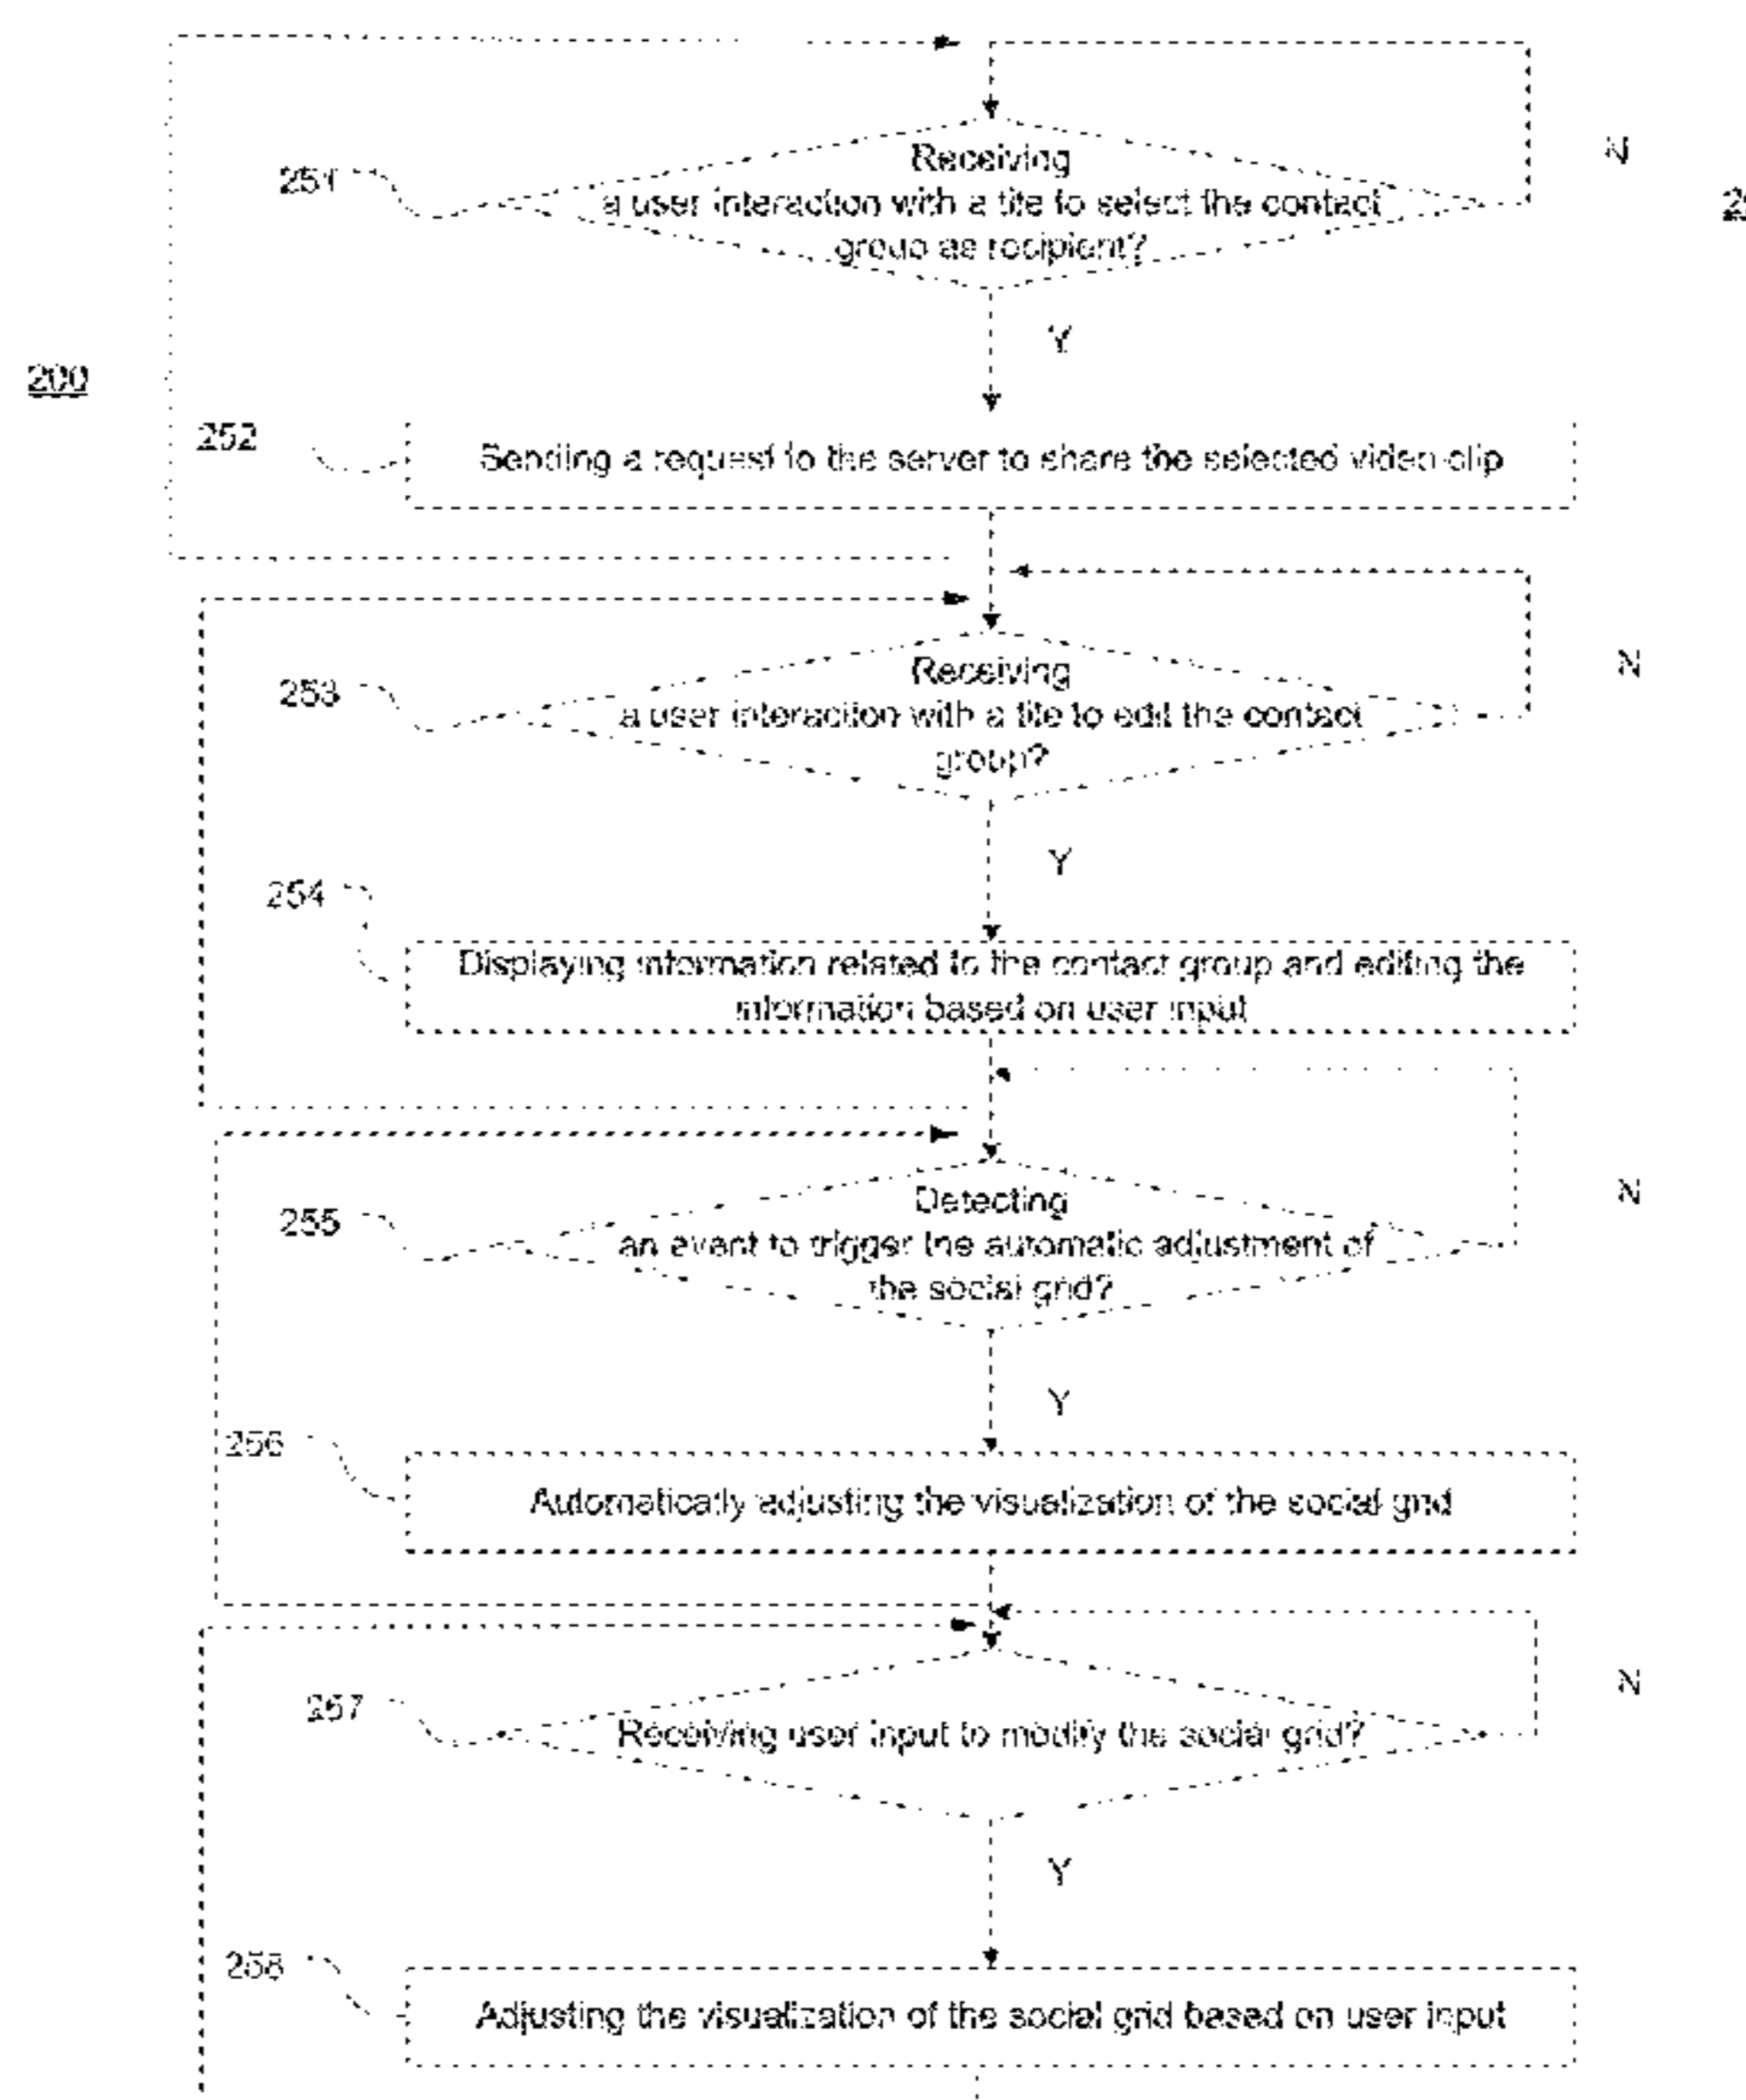 Receiving
a user interaction with a tile to select the contact
group as recipient?
N
251
Y
200
252
Sending a request to the server to share the selected video clip
Receiving
a user interaction with a tile to edit the contact
group?
N
253
Y
254
Displaying information related to the contact group and editing the
information based on user input
Detecting
an event to trigger the automatic adjustment of
the social grid?
N
255
Y
256
Automatically adjusting the visualization of the social grid
N
257
Receiving user input to modify the social grid?
Y
258
Adjusting the visualization of the social grid based on user input